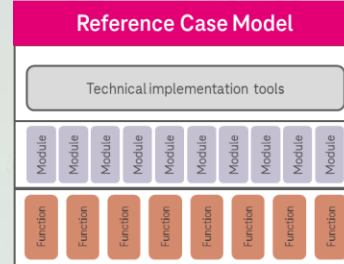 Reference Case Model
Technical implementation tools
Module
Module
Module
Module
Module
Module
Module
Module
Module
Module
Function
Function
Function
Function
Function
Function
Function
Function